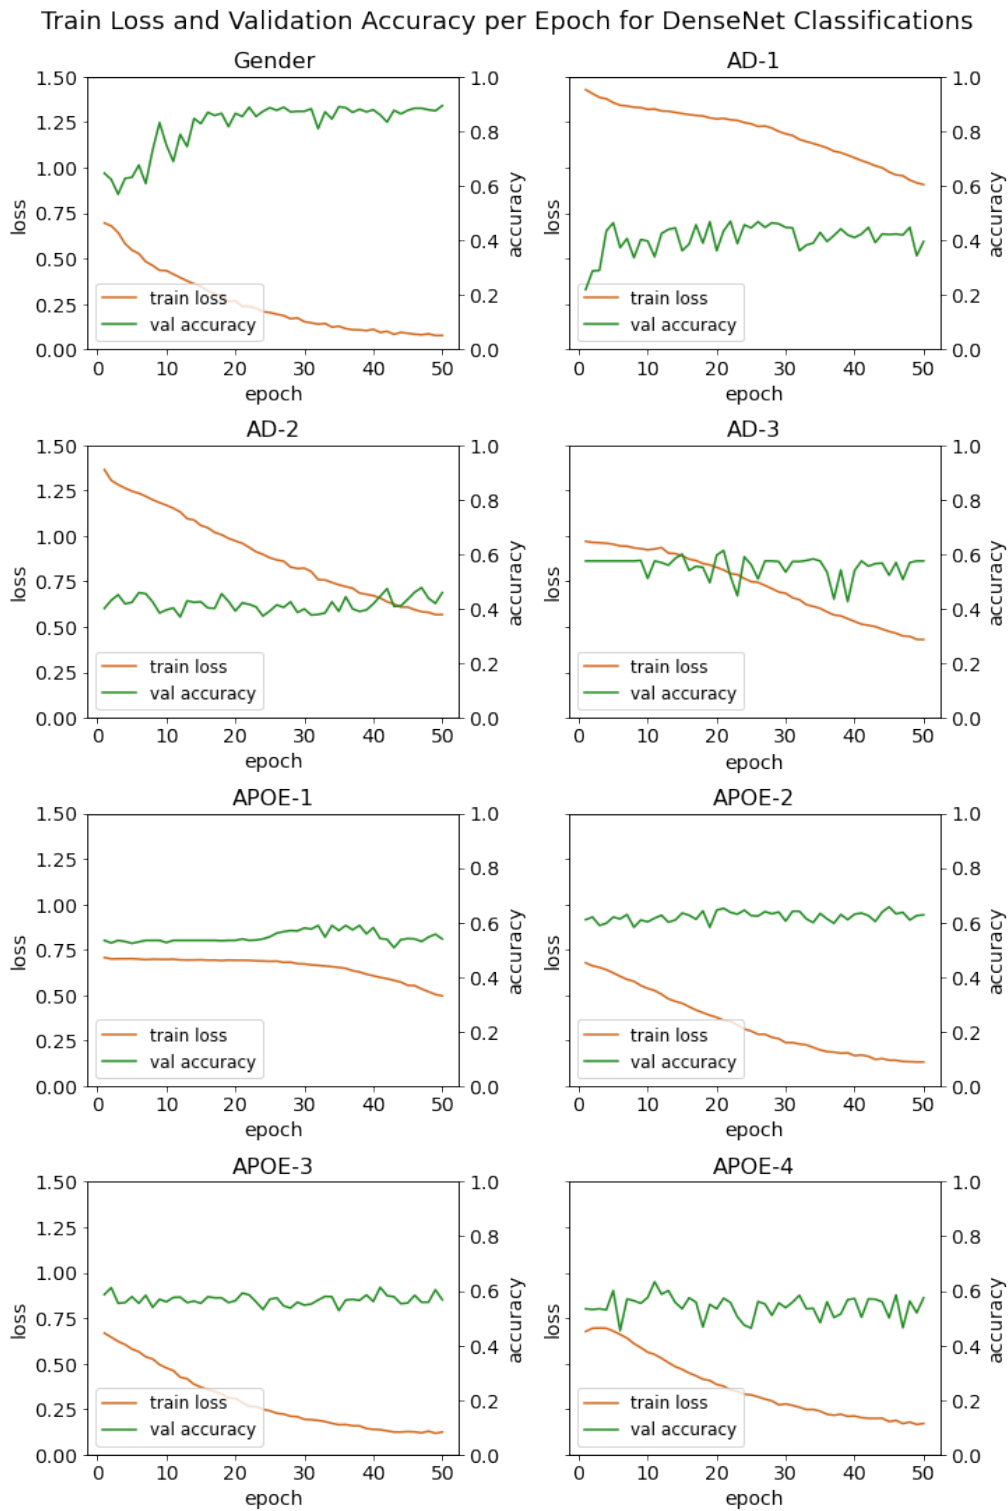 Train Loss and Validation Accuracy per Epoch for DenseNet Classifications
Gender
1.50
1.25
1.00
0.75
0.50
0.25
0.00
loss
1.0
0.8
0.6
0.4
0.2
0.0
accuracy
train loss
val accuracy
0 10 20 30 40 50
epoch
AD-1
loss
1.0
0.8
0.6
0.4
0.2
0.0
accuracy
train loss
val accuracy
0 10 20 30 40 50
epoch
AD-2
1.50
1.25
1.00
0.75
0.50
0.25
0.00
loss
1.0
0.8
0.6
0.4
0.2
0.0
accuracy
train loss
val accuracy
0 10 20 30 40 50
epoch
AD-3
loss
1.0
0.8
0.6
0.4
0.2
0.0
accuracy
train loss
val accuracy
0 10 20 30 40 50
epoch
APOE-1
1.50
1.25
1.00
0.75
0.50
0.25
0.00
loss
1.0
0.8
0.6
0.4
0.2
0.0
accuracy
train loss
val accuracy
0 10 20 30 40 50
epoch
APOE-2
loss
1.0
0.8
0.6
0.4
0.2
0.0
accuracy
train loss
val accuracy
0 10 20 30 40 50
epoch
APOE-3
1.50
1.25
1.00
0.75
0.50
0.25
0.00
loss
1.0
0.8
0.6
0.4
0.2
0.0
accuracy
train loss
val accuracy
0 10 20 30 40 50
epoch
APOE-4
loss
1.0
0.8
0.6
0.4
0.2
0.0
accuracy
train loss
val accuracy
0 10 20 30 40 50
epoch